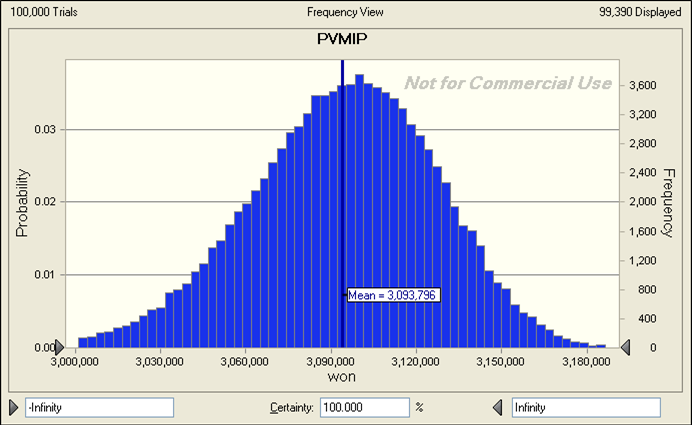 100,000 Trials Frequency View 99,390 Displayed
PVMIP
Not for Commercial Use
Probability
0.03
0.02
0.01
0.00
3,600
3,200
2,800
2,400
2,000
1,600
1,200
800
400
0
Frequency
Mean = 3,093,796
3,000,000 3,030,000 3,060,000 3,090,000 3,120,000 3,150,000 3,180,000
won
-Infinity Certainty: 100.000 % Infinity